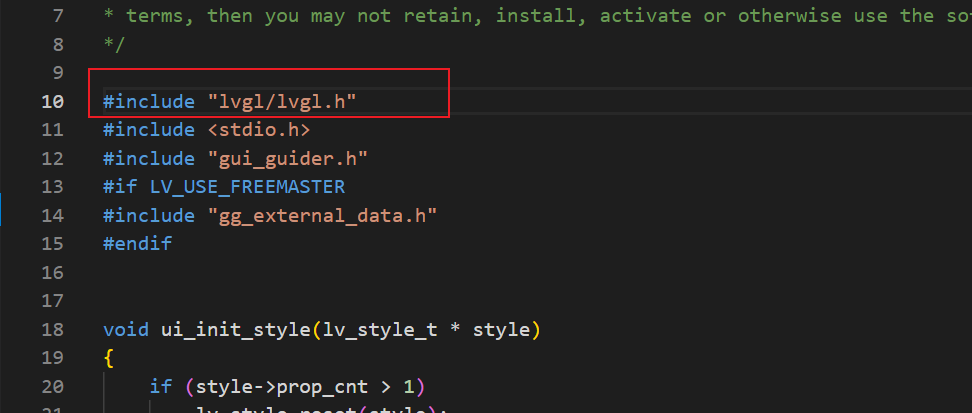 7 * terms, then you may not retain, install, activate or otherwise use the so
8 */
9
10 #include "lvgl/lvgl.h"
11 #include <stdio.h>
12 #include "gui_guider.h"
13 #if LV_USE_FREEMASTER
14 #include "gg_external_data.h"
15 #endif
16
17
18 void ui_init_style(lv_style_t * style)
19 {
20 if (style->prop_cnt > 1)
21 lv_style_reset(style);